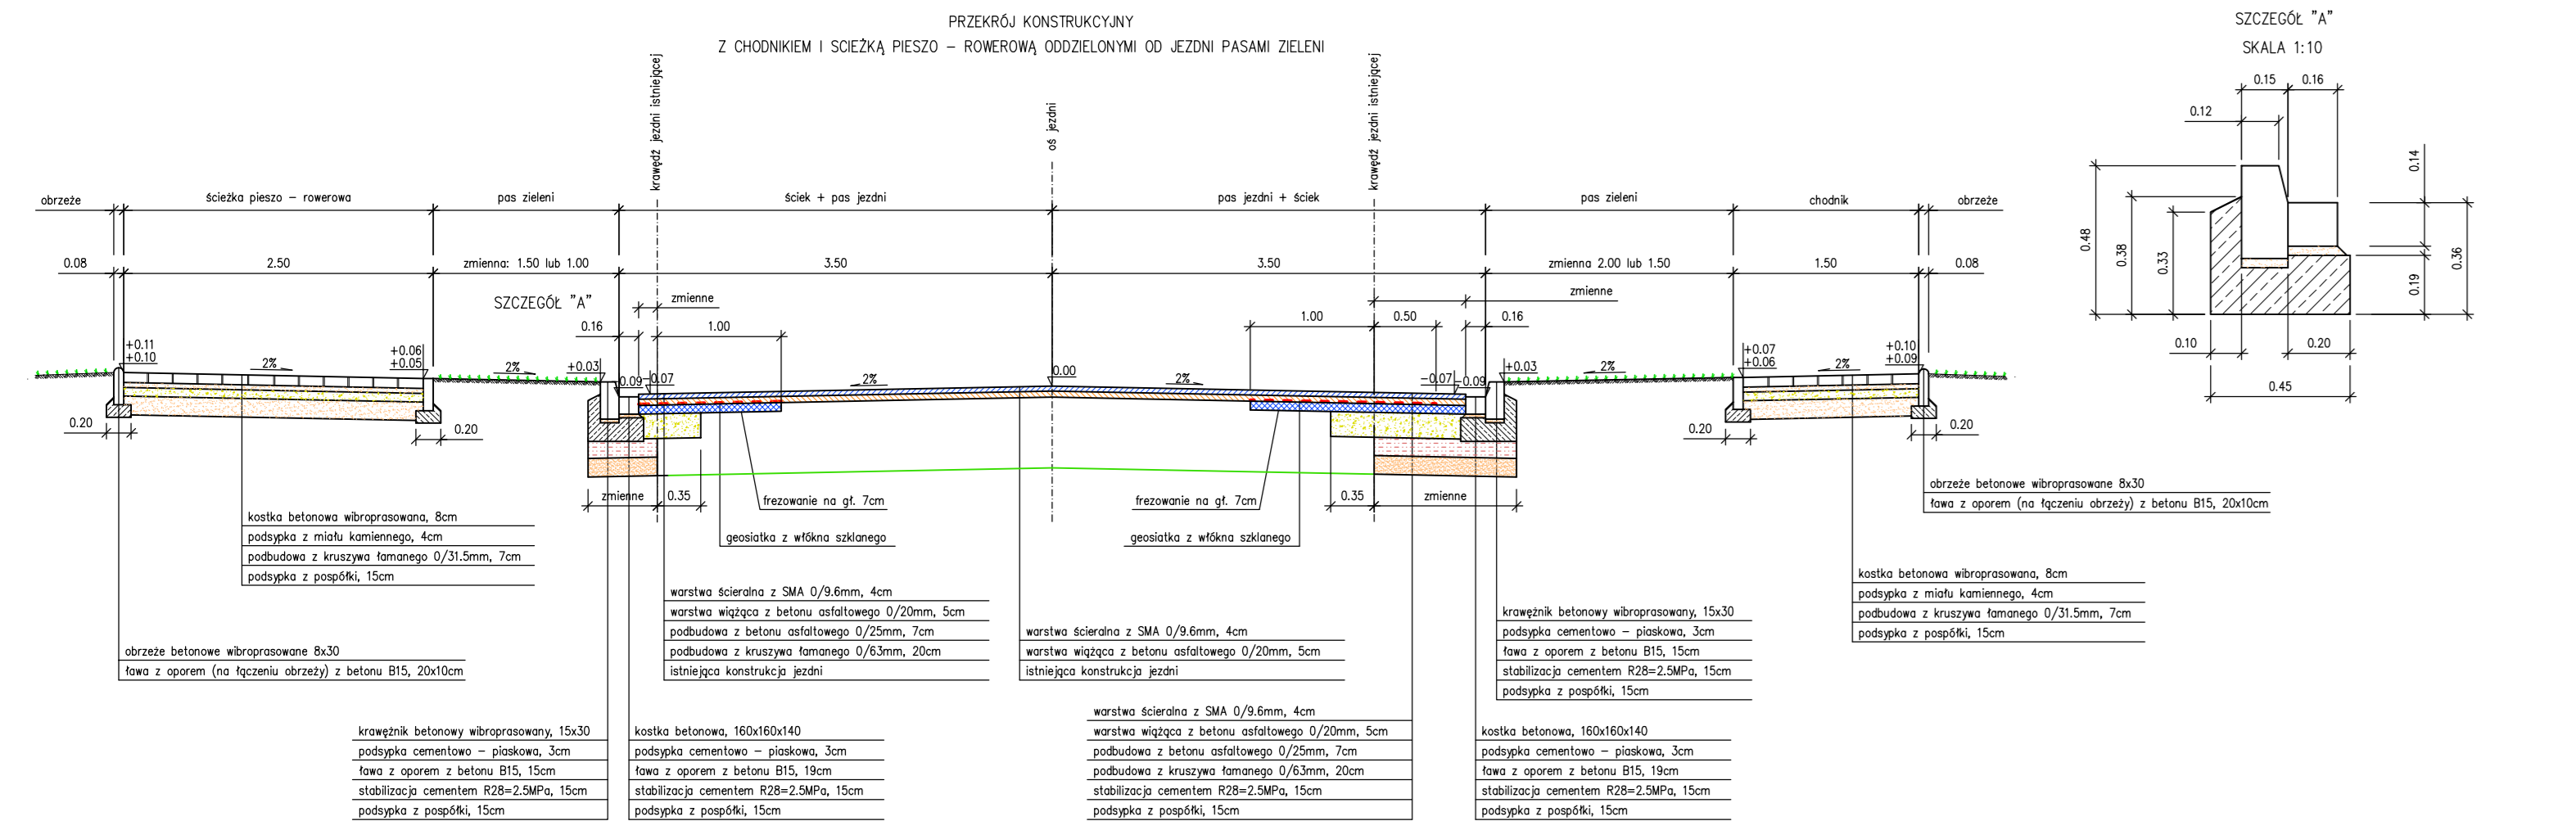 PRZEKRÓJ KONSTRUKCYJNY
Z CHODNIKIEM I SCIEŻKĄ PIESZO – ROWEROWĄ ODDZIELONYMI OD JEZDNI PASAMI ZIELENI
SZCZEGÓŁ "A"
SKALA 1:10
0.15
0.16
0.12
0.14
0.48
0.38
0.33
0.19
0.36
0.10
0.20
0.45
krawędź jezdni istniejącej
oś jezdni
krawędź jezdni istniejącej
obrzeże
ścieżka pieszo – rowerowa
pas zieleni
ściek + pas jezdni
pas jezdni + ściek
pas zieleni
chodnik
obrzeże
0.08
2.50
zmienna: 1.50 lub 1.00
3.50
3.50
zmienna 2.00 lub 1.50
1.50
0.08
SZCZEGÓŁ "A"
zmienne
zmienne
0.16
1.00
1.00
0.50
0.16
+0.11
+0.10
2%
+0.06
+0.05
2%
+0.03
0.09
-0.07
2%
0.00
2%
-0.07
-0.09
+0.03
2%
+0.07
+0.06
2%
+0.10
+0.09
0.20
0.20
0.20
0.20
zmienne
0.35
frezowanie na gł. 7cm
frezowanie na gł. 7cm
0.35
zmienne
geosiatka z włókna szklanego
geosiatka z włókna szklanego
obrzeże betonowe wibroprasowane 8x30
ława z oporem (na łączeniu obrzeży) z betonu B15, 20x10cm
kostka betonowa wibroprasowana, 8cm
podsypka z miału kamiennego, 4cm
podbudowa z kruszywa łamanego 0/31.5mm, 7cm
podsypka z pospółki, 15cm
obrzeże betonowe wibroprasowane 8x30
ława z oporem (na łączeniu obrzeży) z betonu B15, 20x10cm
warstwa ścieralna z SMA 0/9.6mm, 4cm
warstwa wiążąca z betonu asfaltowego 0/20mm, 5cm
podbudowa z betonu asfaltowego 0/25mm, 7cm
podbudowa z kruszywa łamanego 0/63mm, 20cm
istniejąca konstrukcja jezdni
warstwa ścieralna z SMA 0/9.6mm, 4cm
warstwa wiążąca z betonu asfaltowego 0/20mm, 5cm
istniejąca konstrukcja jezdni
krawężnik betonowy wibroprasowany, 15x30
podsypka cementowo – piaskowa, 3cm
ława z oporem z betonu B15, 15cm
stabilizacja cementem R28=2.5MPa, 15cm
podsypka z pospółki, 15cm
kostka betonowa wibroprasowana, 8cm
podsypka z miału kamiennego, 4cm
podbudowa z kruszywa łamanego 0/31.5mm, 7cm
podsypka z pospółki, 15cm
krawężnik betonowy wibroprasowany, 15x30
podsypka cementowo – piaskowa, 3cm
ława z oporem z betonu B15, 15cm
stabilizacja cementem R28=2.5MPa, 15cm
podsypka z pospółki, 15cm
kostka betonowa, 160x160x140
podsypka cementowo – piaskowa, 3cm
ława z oporem z betonu B15, 19cm
stabilizacja cementem R28=2.5MPa, 15cm
podsypka z pospółki, 15cm
warstwa ścieralna z SMA 0/9.6mm, 4cm
warstwa wiążąca z betonu asfaltowego 0/20mm, 5cm
podbudowa z betonu asfaltowego 0/25mm, 7cm
podbudowa z kruszywa łamanego 0/63mm, 20cm
stabilizacja cementem R28=2.5MPa, 15cm
podsypka z pospółki, 15cm
kostka betonowa, 160x160x140
podsypka cementowo – piaskowa, 3cm
ława z oporem z betonu B15, 19cm
stabilizacja cementem R28=2.5MPa, 15cm
podsypka z pospółki, 15cm